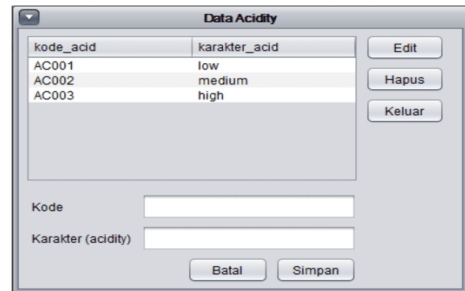 Data Acidity
kode_acid karakter_acid
AC001 low
AC002 medium
AC003 high
Edit
Hapus
Keluar
Kode
Karakter (acidity)
Batal Simpan